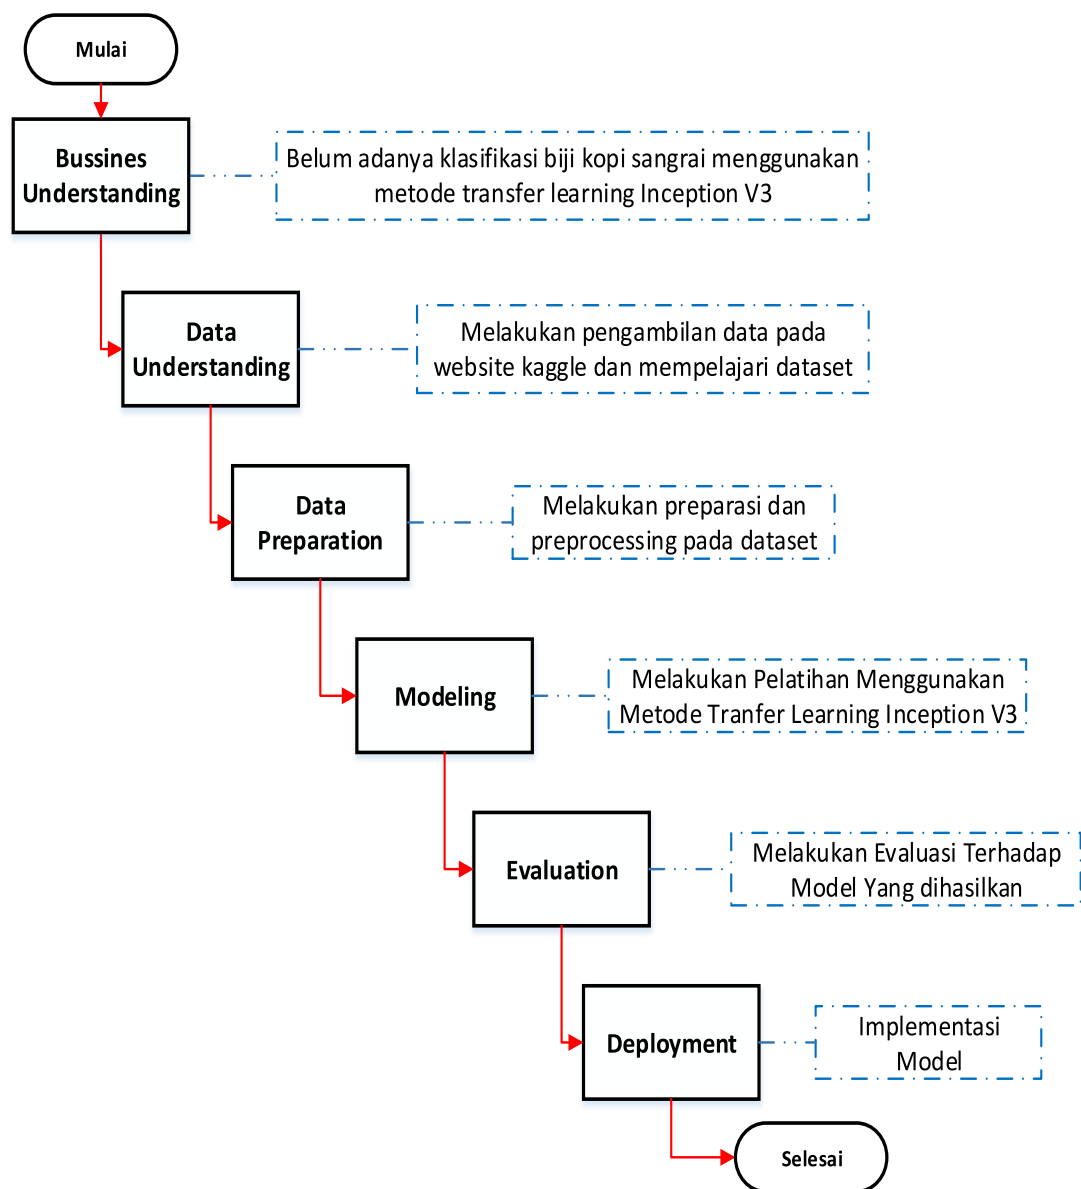 Mulai
Bussines
Understanding
Belum adanya klasifikasi biji kopi sangrai menggunakan
metode transfer learning Inception V3
Data
Understanding
Melakukan pengambilan data pada
website kaggle dan mempelajari dataset
Data
Preparation
Melakukan preparasi dan
preprocessing pada dataset
Modeling
Melakukan Pelatihan Menggunakan
Metode Tranfer Learning Inception V3
Evaluation
Melakukan Evaluasi Terhadap
Model Yang dihasilkan
Deployment
Implementasi
Model
Selesai